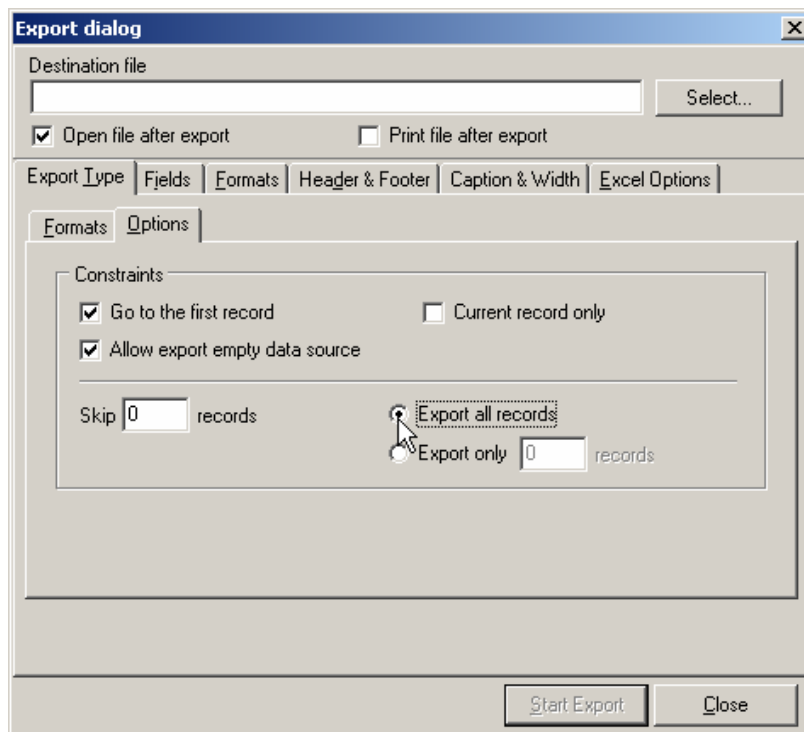 Export dialog
Destination file
Select...
Open file after export Print file after export
Export Type Fields Formats Header & Footer Caption & Width Excel Options
Formats Options
Constraints
Go to the first record Current record only
Allow export empty data source
Skip 0 records Export all records
Export only 0 records
Start Export Close